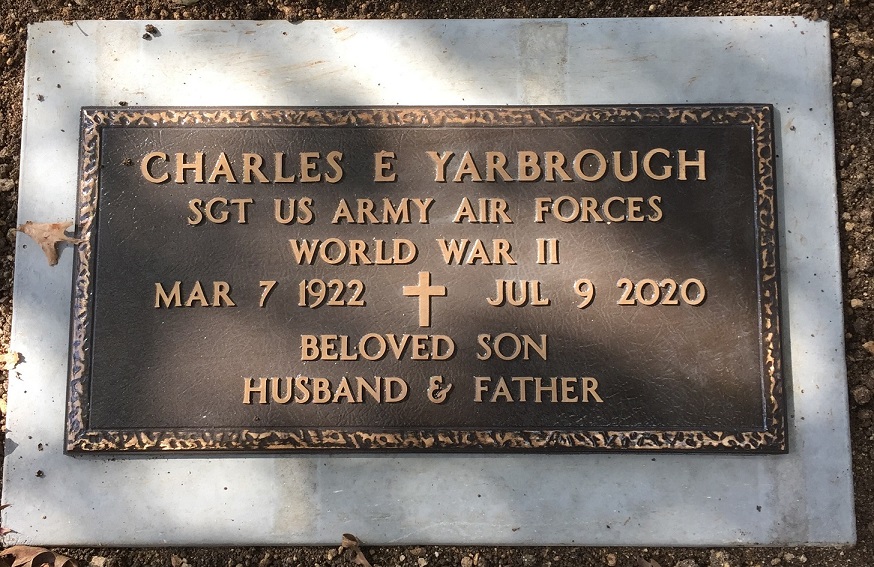 CHARLES E YARBROUGH
SGT US ARMY AIR FORCES
WORLD WAR II
MAR 7 1922 JUL 9 2020
BELOVED SON
HUSBAND & FATHER